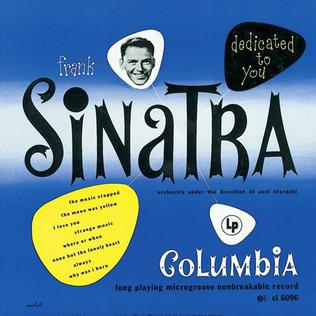 frank
dedicated
to
you
SINATRA
orchestra under the direction of axel stordahl
the music stopped
the moon was yellow
i love you
strange music
where or when
none but the lonely heart
always
why was i born
LP
COLUMBIA
long playing microgroove nonbreakable record
cl 6096